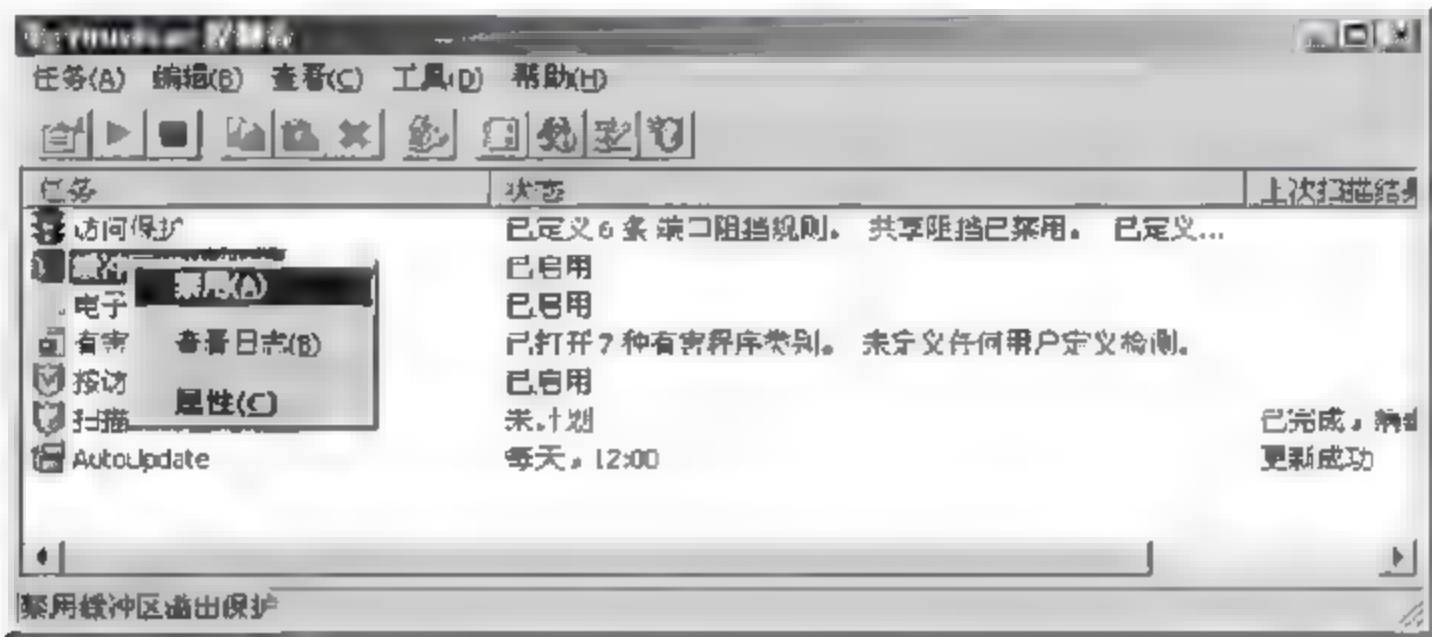 任务(A) 编辑(B) 查看(C) 工具(D) 帮助(H)
任务 状态 上次扫描结果
访问保护 已定义 6 条 端口阻挡规则。 共享阻挡已禁用。 已定义...
缓冲 已启用
禁用(A)
电子 已启用
有害 已打开 7 种有害程序类别。 未定义任何用户定义检测。
查看日志(B)
按访 已启用
属性(C)
扫描 未计划 已完成，
AutoUpdate 每天，12:00 更新成功
禁用缓冲区溢出保护